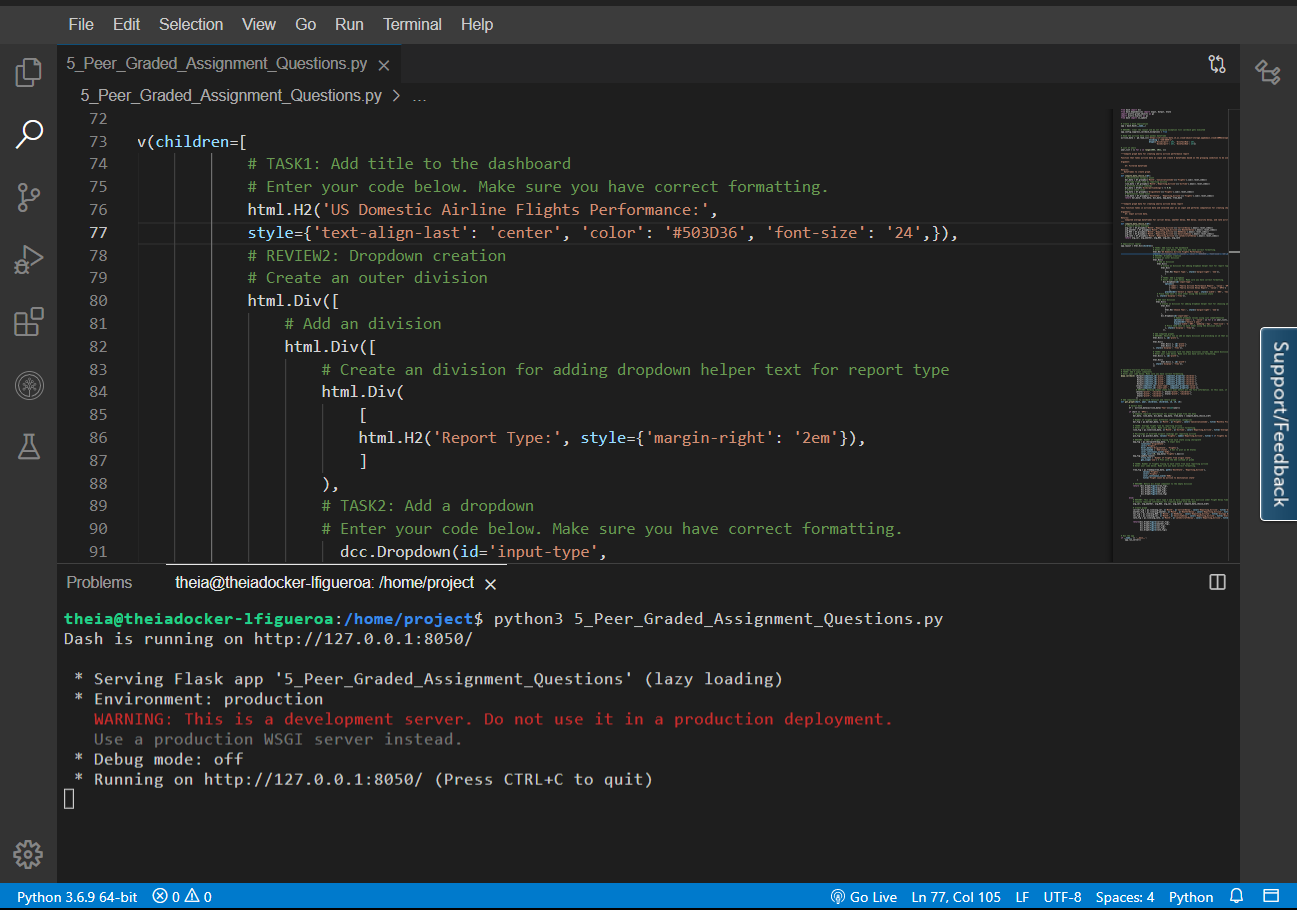 File Edit Selection View Go Run Terminal Help
5_Peer_Graded_Assignment_Questions.py ×
5_Peer_Graded_Assignment_Questions.py > ...
72
73 v(children=[
74 # TASK1: Add title to the dashboard
75 # Enter your code below. Make sure you have correct formatting.
76 html.H2('US Domestic Airline Flights Performance:',
77 style={'text-align-last': 'center', 'color': '#503D36', 'font-size': '24',}),
78 # REVIEW2: Dropdown creation
79 # Create an outer division
80 html.Div([
81 # Add an division
82 html.Div([
83 # Create an division for adding dropdown helper text for report type
84 html.Div(
85 [
86 html.H2('Report Type:', style={'margin-right': '2em'}),
87 ]
88 ),
89 # TASK2: Add a dropdown
90 # Enter your code below. Make sure you have correct formatting.
91 dcc.Dropdown(id='input-type',
Support/Feedback
Problems theia@theiadocker-lfigueroa: /home/project ×
theia@theiadocker-lfigueroa:/home/project$ python3 5_Peer_Graded_Assignment_Questions.py
Dash is running on http://127.0.0.1:8050/
* Serving Flask app '5_Peer_Graded_Assignment_Questions' (lazy loading)
* Environment: production
WARNING: This is a development server. Do not use it in a production deployment.
Use a production WSGI server instead.
* Debug mode: off
* Running on http://127.0.0.1:8050/ (Press CTRL+C to quit)
Python 3.6.9 64-bit 0 0 Go Live Ln 77, Col 105 LF UTF-8 Spaces: 4 Python